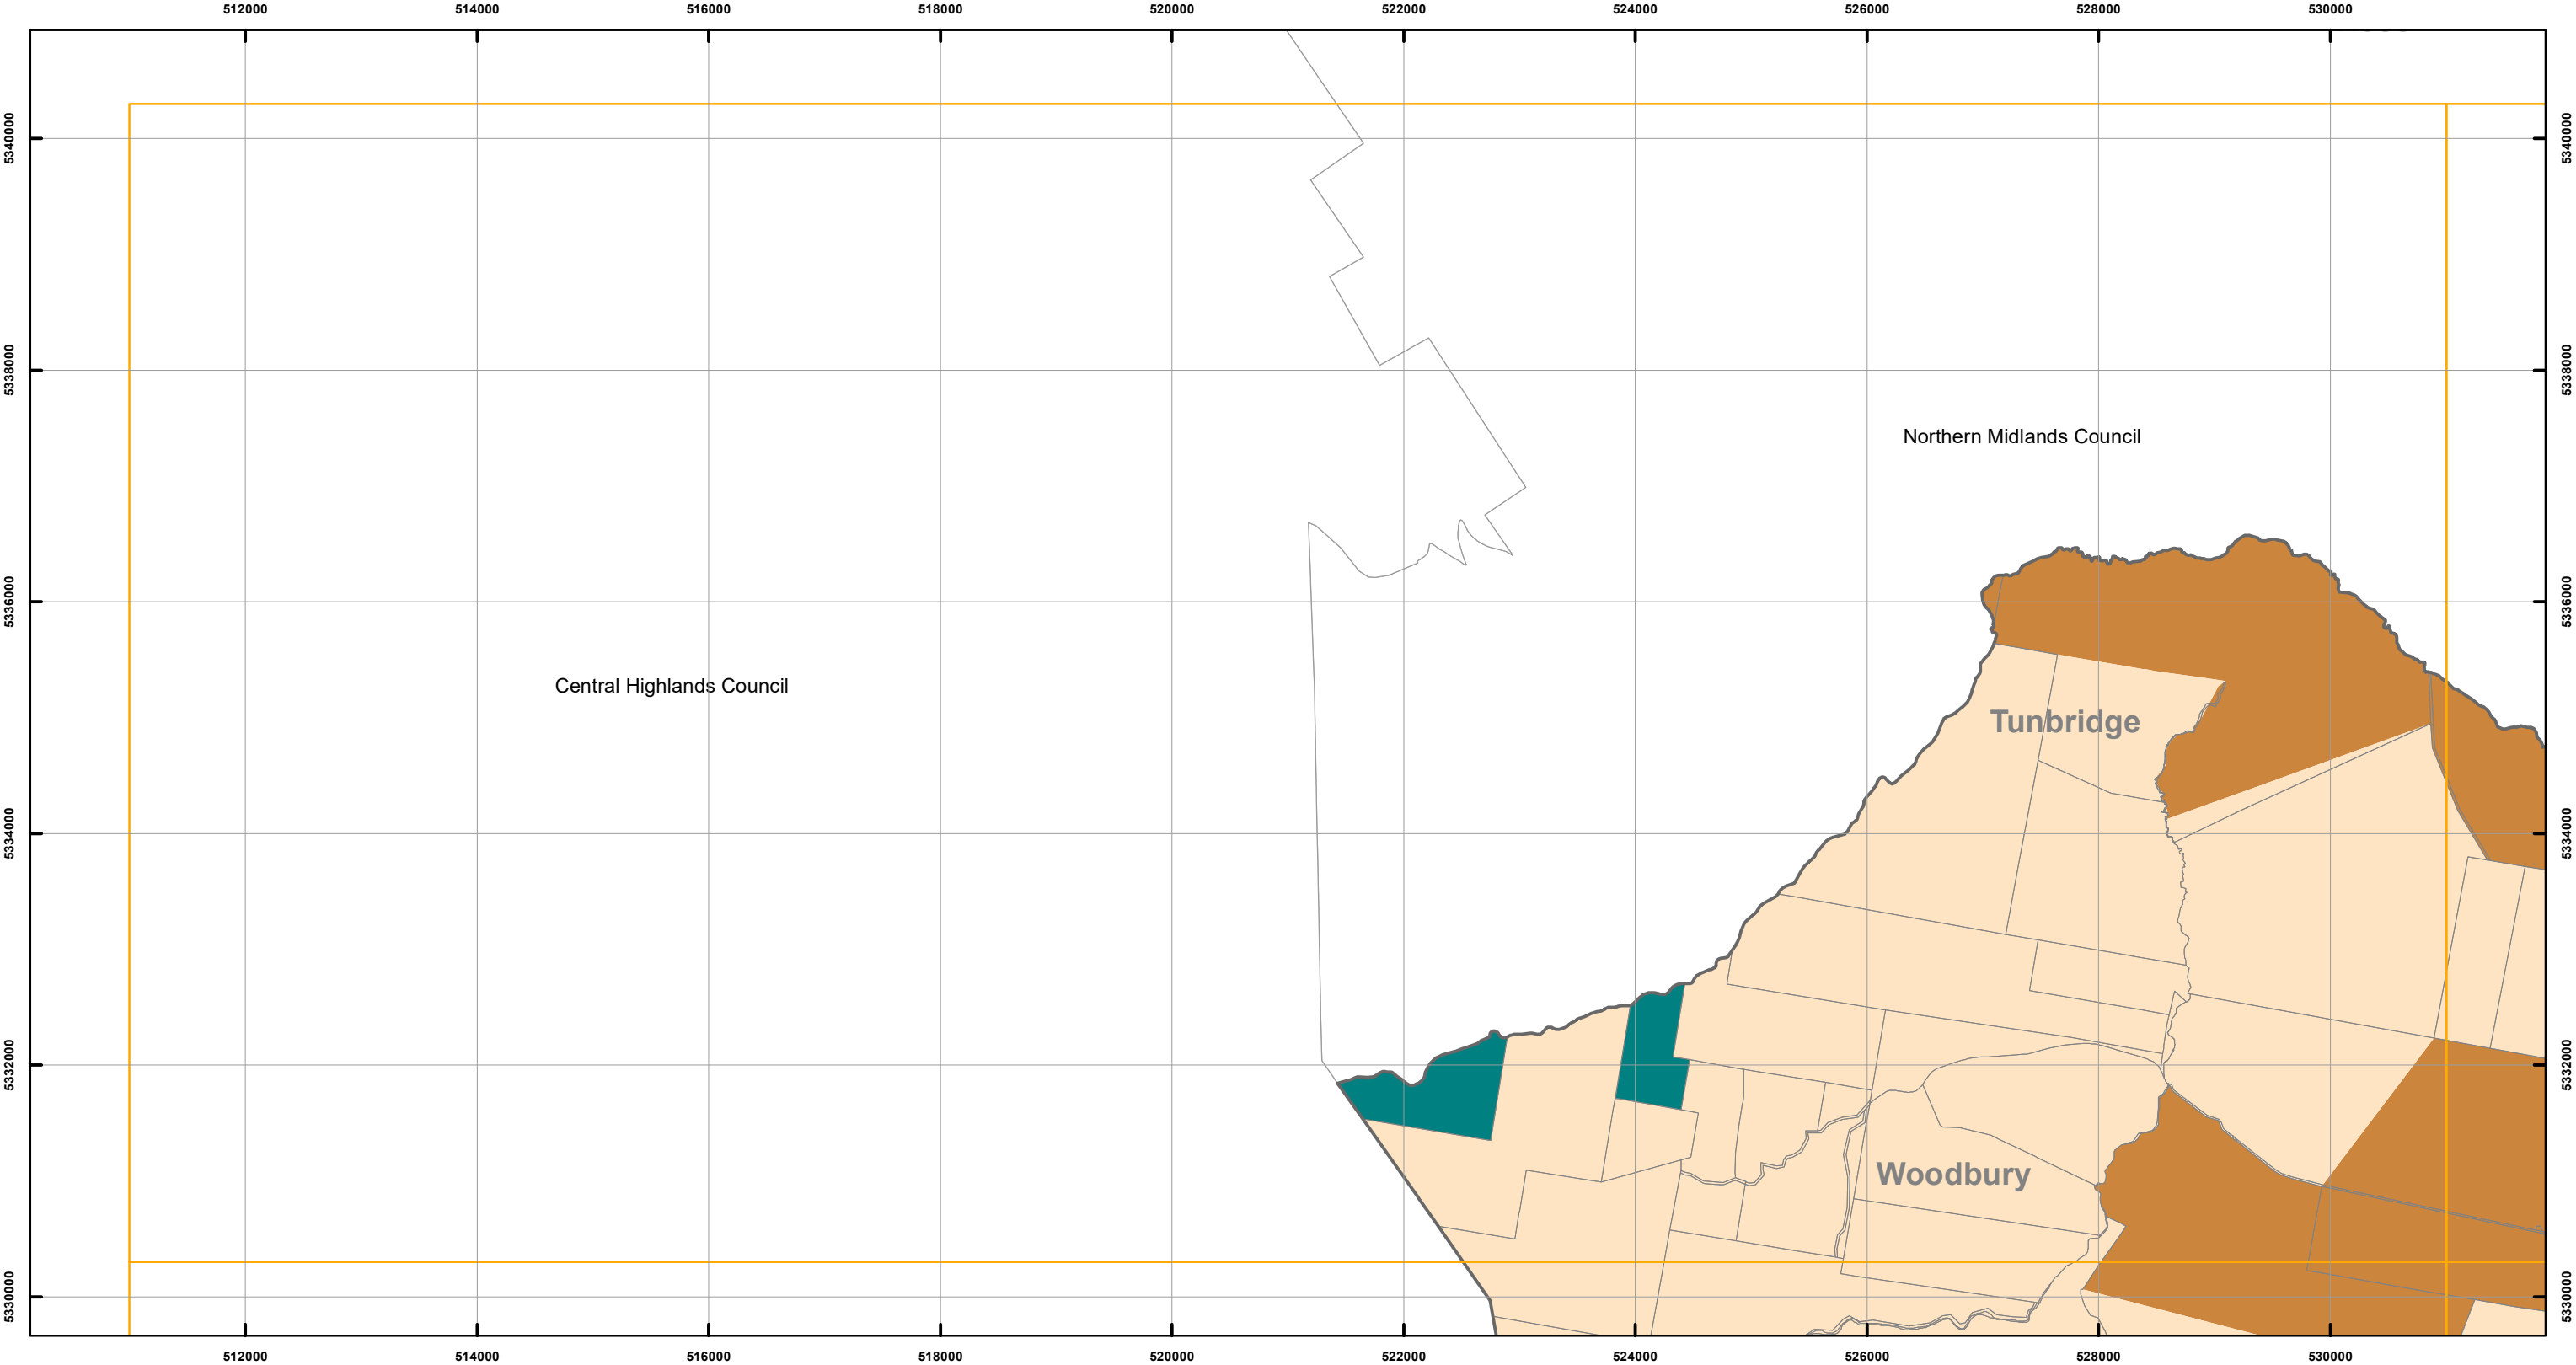 512000 514000 516000 518000 520000 522000 524000 526000 528000 530000
5340000 5340000
5338000 5338000
Northern Midlands Council
5336000 5336000
Central Highlands Council
Tunbridge
5334000 5334000
5332000 5332000
Woodbury
5330000 5330000
512000 514000 516000 518000 520000 522000 524000 526000 528000 530000